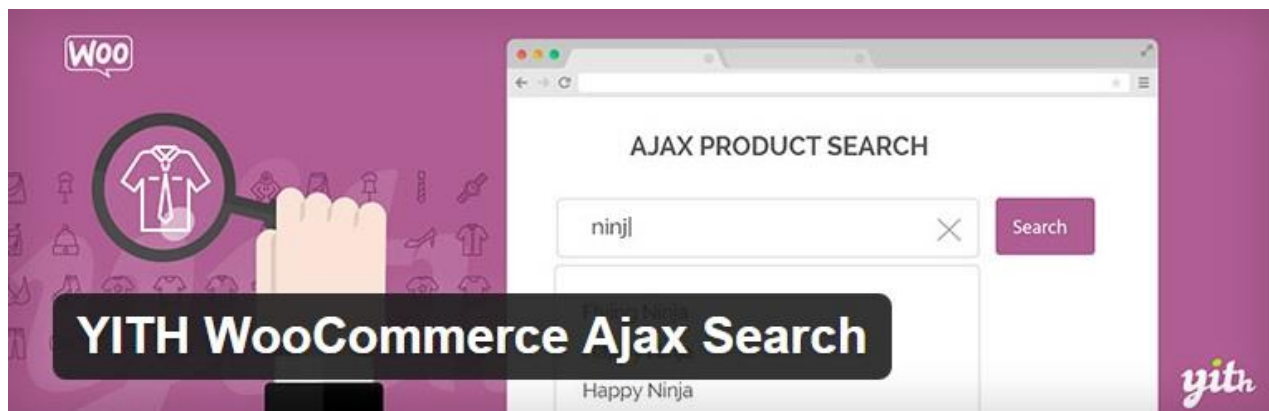 WOO
AJAX PRODUCT SEARCH
ninj
Search
YITH WooCommerce Ajax Search
Happy Ninja
yith